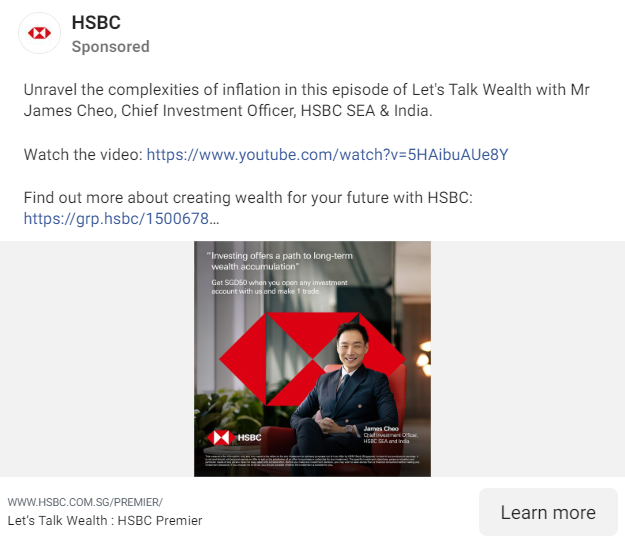 HSBC
Sponsored
Unravel the complexities of inflation in this episode of Let's Talk Wealth with Mr
James Cheo, Chief Investment Officer, HSBC SEA & India.
Watch the video: https://www.youtube.com/watch?v=5HAibuAUe8Y
Find out more about creating wealth for your future with HSBC:
https://grp.hsbc/1500678...
"Investing offers a path to long-term
wealth accumulation"
Get SGD50 when you open any investment
account with us and make 1 trade.
James Cheo
Chief Investment Officer,
HSBC SEA and India
HSBC
WWW.HSBC.COM.SG/PREMIER/
Let's Talk Wealth : HSBC Premier
Learn more